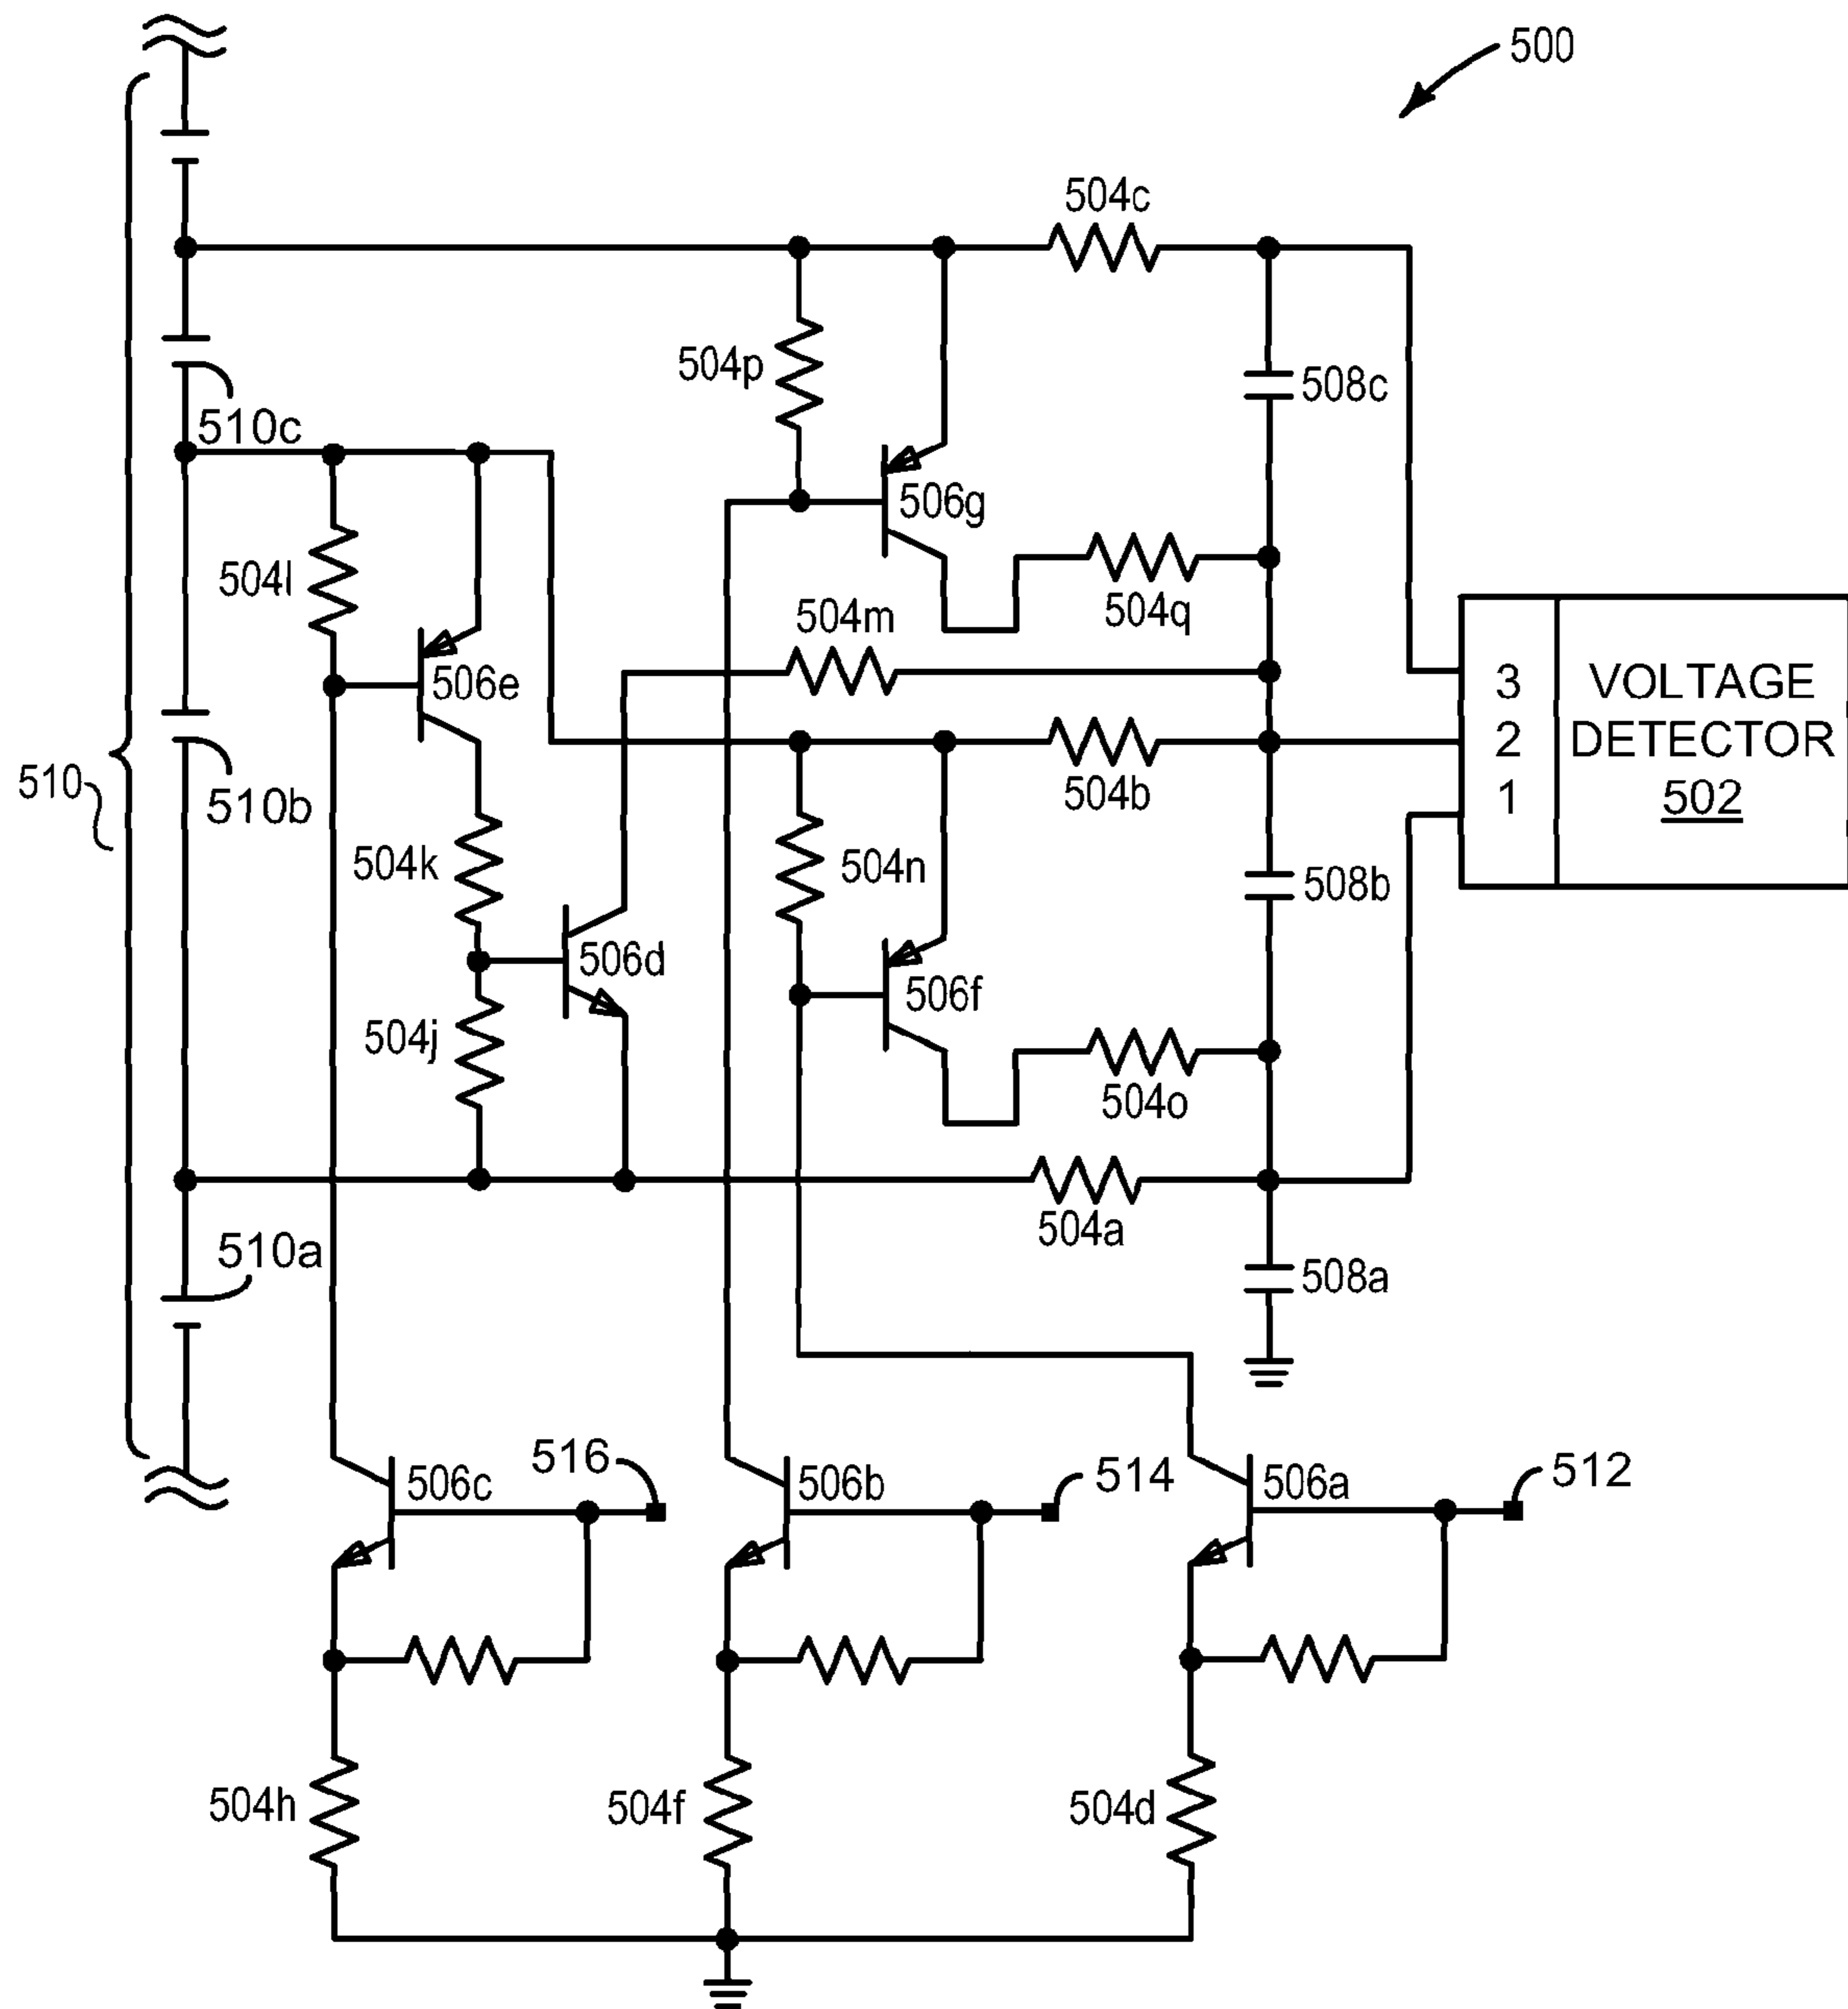 500
504c
504p
508c
510c
506g
504l
504q
504m
506e
3 VOLTAGE
2 DETECTOR
1 502
510
510b
504b
504k
504n
508b
506d
506f
504j
504o
504a
510a
508a
516
506c
514
506b
512
506a
504h
504f
504d